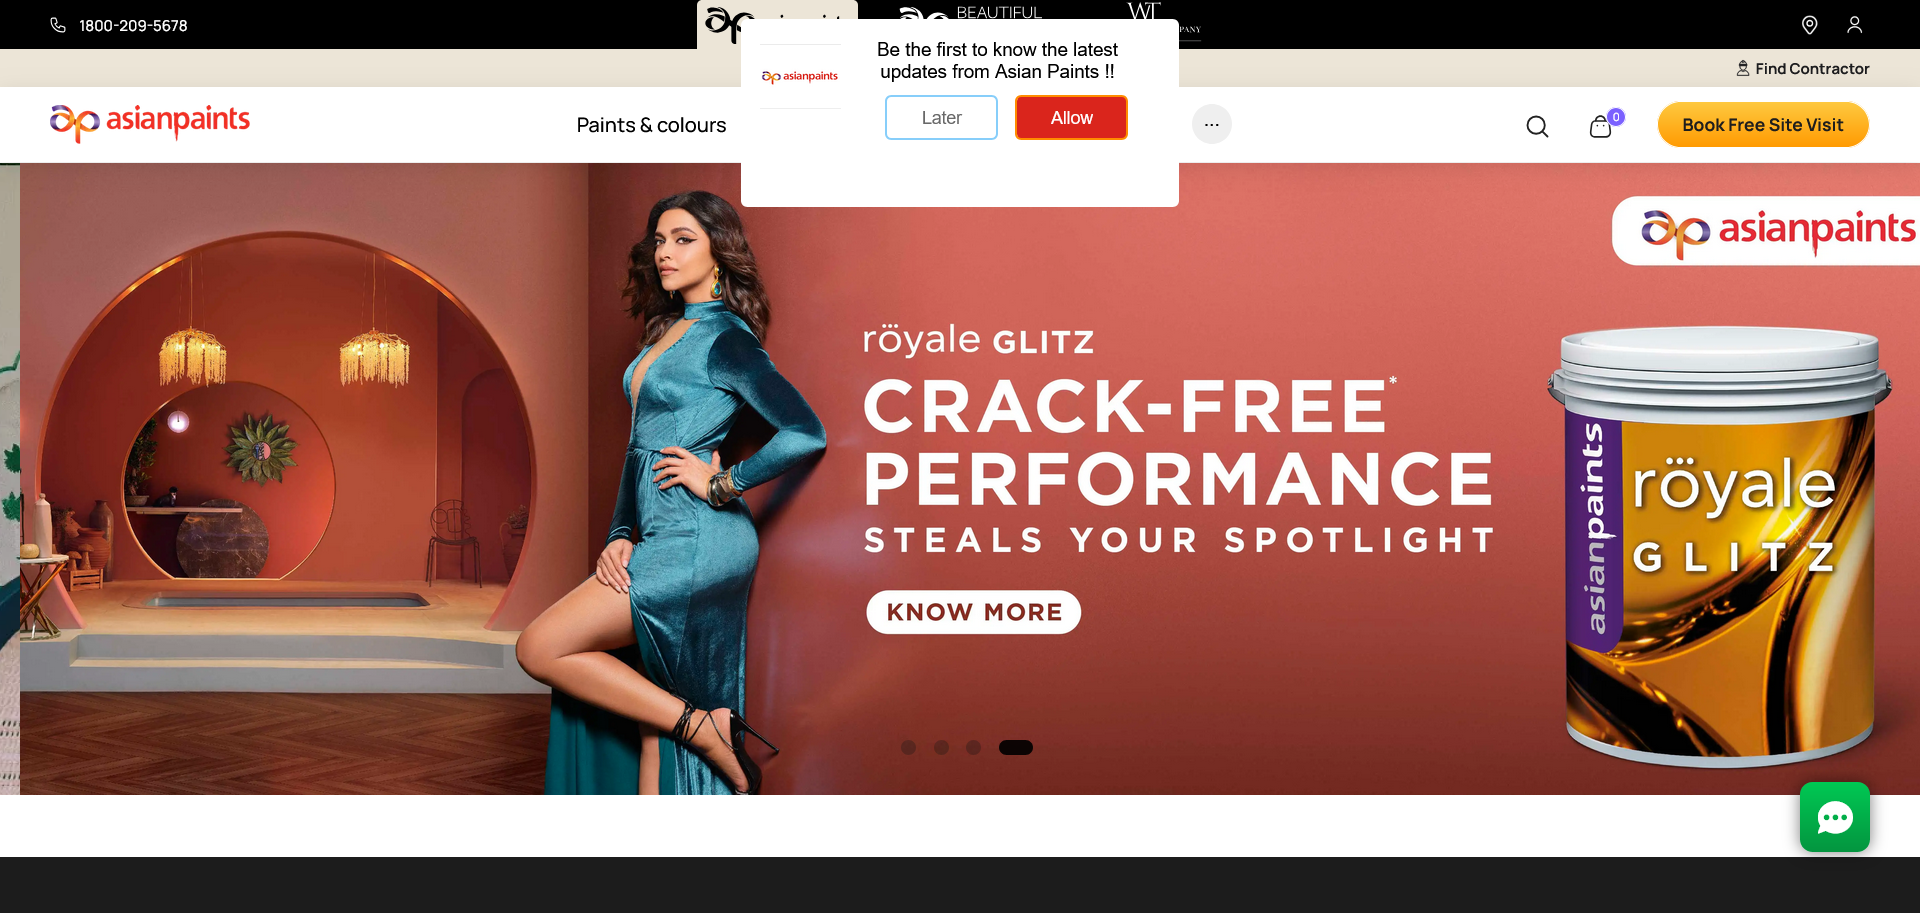 1800-209-5678
BEAUTIFUL
WT
PANY
Be the first to know the latest
updates from Asian Paints !!
asianpaints
Later
Allow
Find Contractor
asianpaints
Paints & colours
...
0
Book Free Site Visit
asianpaints
röyale GLITZ
CRACK-FREE*
PERFORMANCE
STEALS YOUR SPOTLIGHT
KNOW MORE
asianpaints
röyale
GLITZ